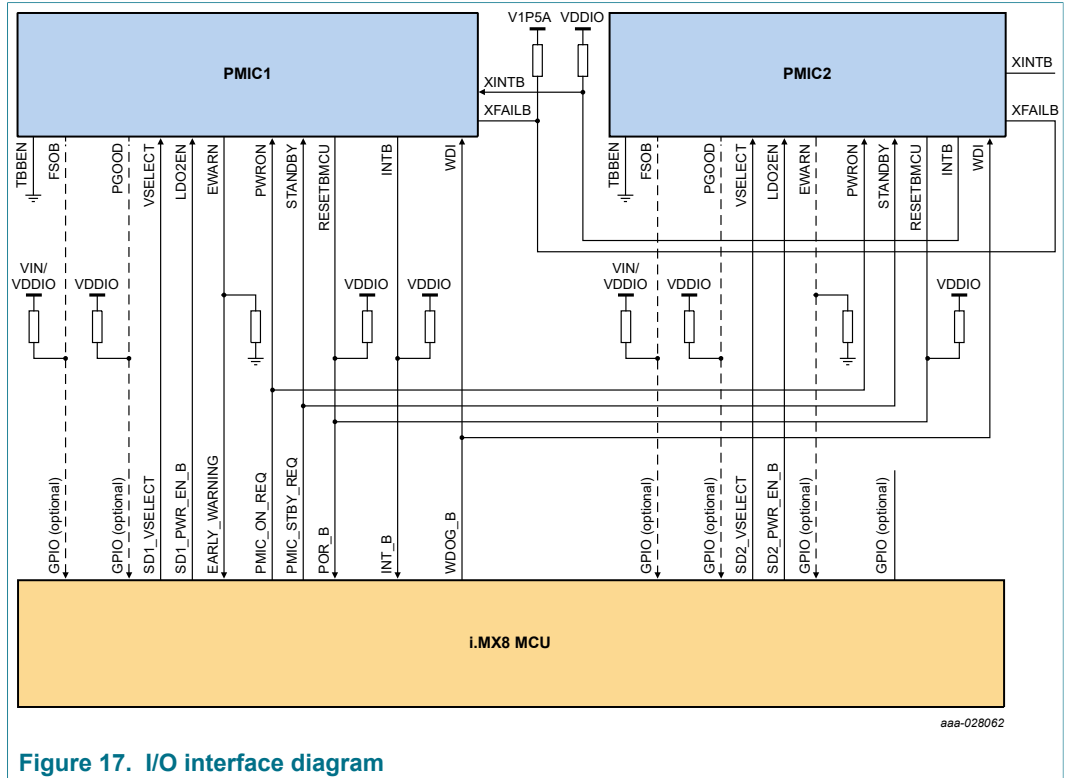 V1P5A VDDIO
PMIC1
XINTB
XFAILB
PMIC2
XINTB
XFAILB
TBBEN
FSOB
PGOOD
VSELECT
LDO2EN
EWARN
PWRON
STANDBY
RESETBMCU
INTB
WDI
TBBEN
FSOB
PGOOD
VSELECT
LDO2EN
EWARN
PWRON
STANDBY
RESETBMCU
INTB
WDI
VIN/
VDDIO
VDDIO
VDDIO
VDDIO
VIN/
VDDIO
VDDIO
VDDIO
GPIO (optional)
GPIO (optional)
SD1_VSELECT
SD1_PWR_EN_B
EARLY_WARNING
PMIC_ON_REQ
PMIC_STBY_REQ
POR_B
INT_B
WDOG_B
GPIO (optional)
GPIO (optional)
SD2_VSELECT
SD2_PWR_EN_B
GPIO (optional)
GPIO (optional)
i.MX8 MCU
aaa-028062
Figure 17. I/O interface diagram